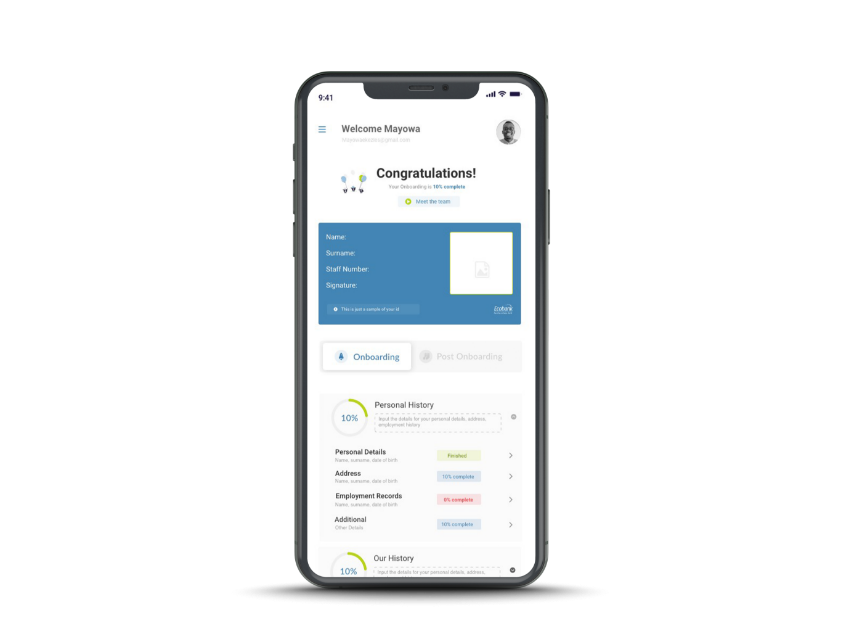 9:41
Welcome Mayowa
Congratulations!
Your Onboarding is 10% complete
Meet the team
Name:
Surname:
Staff Number:
Signature:
This is just a sample of your id
Ecobank
Onboarding
Post Onboarding
10%
Personal History
Input the details for your personal details, address,
employment history
Personal Details
Name, surname, date of birth
Finished
Address
Name, surname, date of birth
10% complete
Employment Records
Name, surname, date of birth
0% complete
Additional
Other Details
10% complete
10%
Our History
Input the details for your personal details, address,